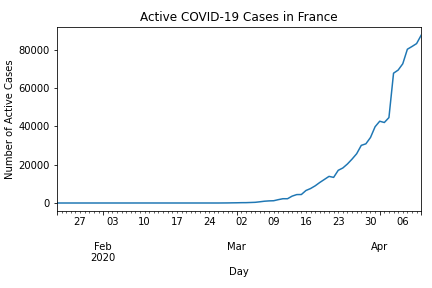 Active COVID-19 Cases in France
Number of Active Cases
80000
60000
40000
20000
0
27 03 10 17 24 02 09 16 23 30 06
Feb Mar Apr
2020
Day